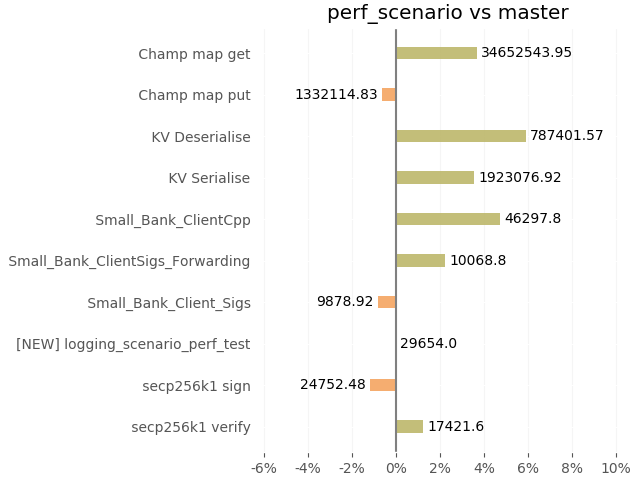 perf_scenario vs master
Champ map get 34652543.95
Champ map put 1332114.83
KV Deserialise 787401.57
KV Serialise 1923076.92
Small_Bank_ClientCpp 46297.8
Small_Bank_ClientSigs_Forwarding 10068.8
Small_Bank_Client_Sigs 9878.92
[NEW] logging_scenario_perf_test 29654.0
secp256k1 sign 24752.48
secp256k1 verify 17421.6
-6% -4% -2% 0% 2% 4% 6% 8% 10%